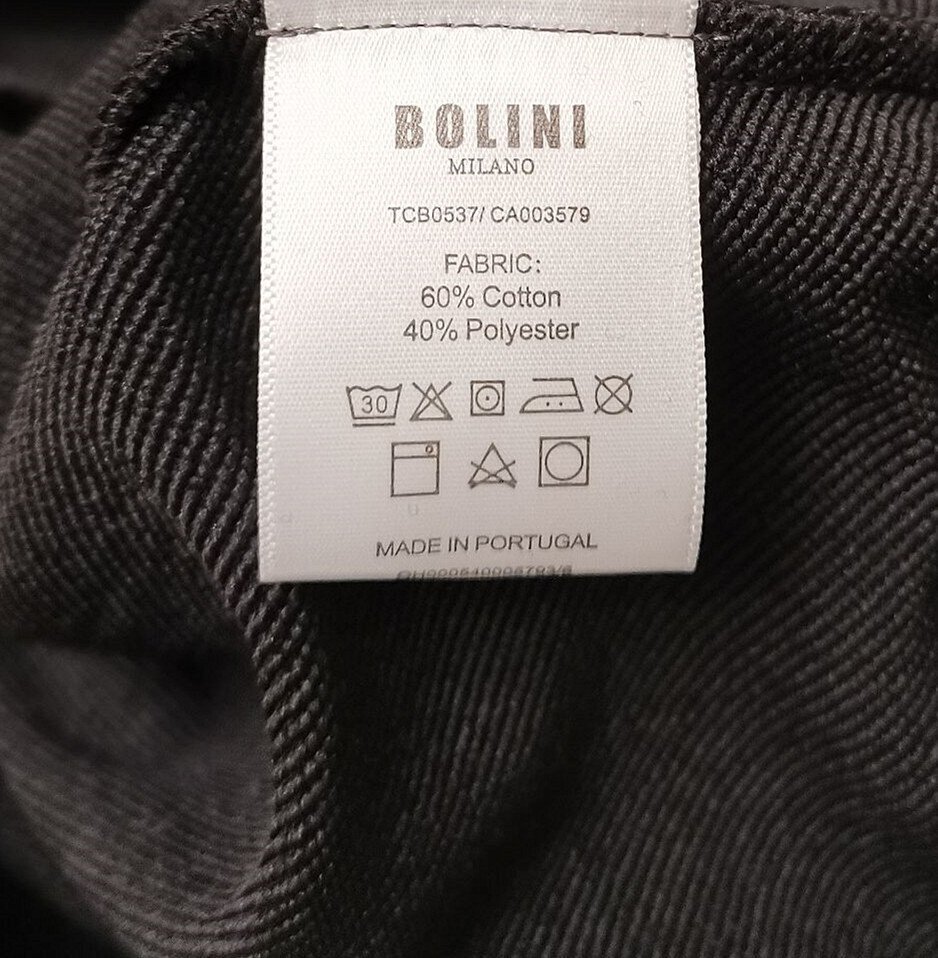 BOLINI
MILANO
TCB0537/ CA003579
FABRIC:
60% Cotton
40% Polyester
30
MADE IN PORTUGAL